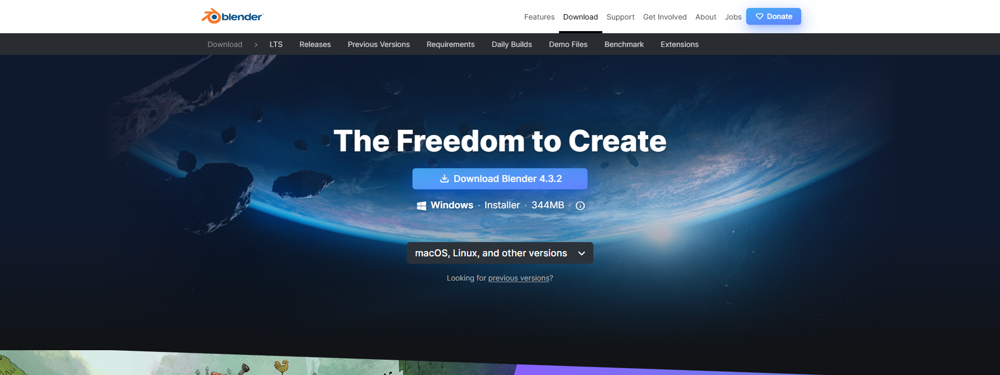 blender
Features Download Support Get Involved About Jobs Donate
Download LTS Releases Previous Versions Requirements Daily Builds Demo Files Benchmark Extensions
The Freedom to Create
Download Blender 4.3.2
Windows · Installer · 344MB ·
macOS, Linux, and other versions
Looking for previous versions?